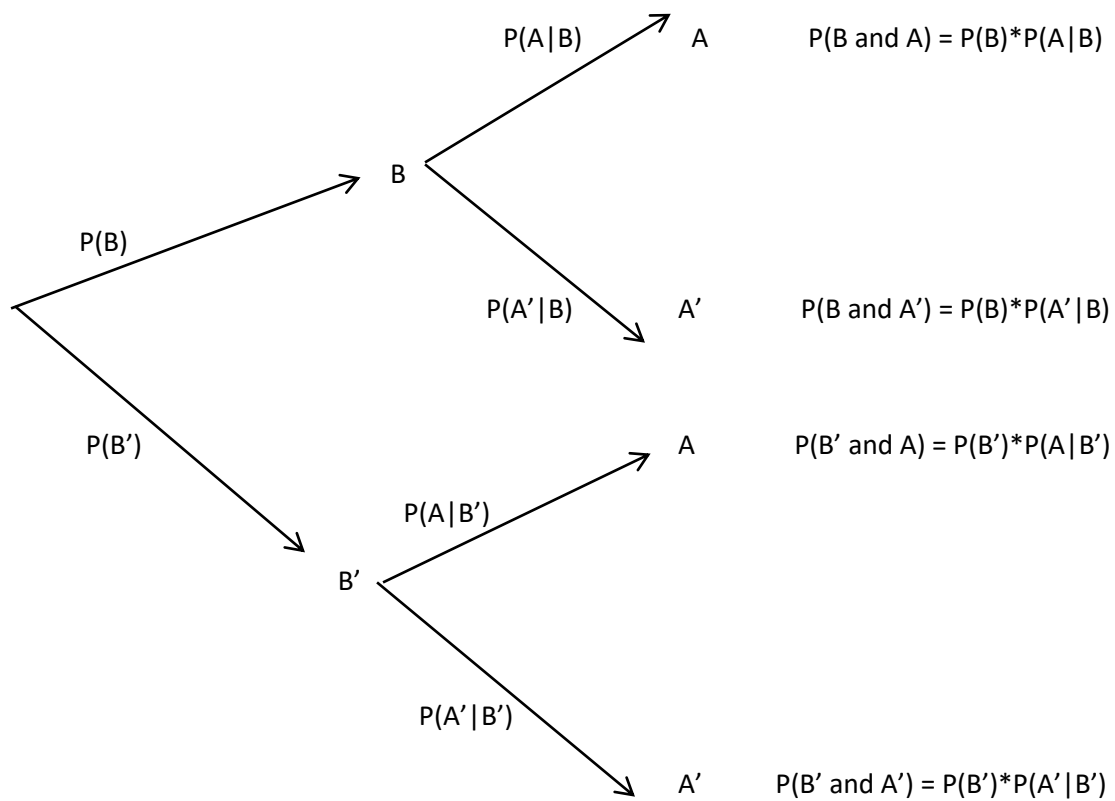 P(A|B) A P(B and A) = P(B)*P(A|B)
B
P(B)
P(A’|B) A’ P(B and A’) = P(B)*P(A’|B)
P(B’) A P(B’ and A) = P(B’)*P(A|B’)
P(A|B’)
B’
P(A’|B’)
A’ P(B’ and A’) = P(B’)*P(A’|B’)